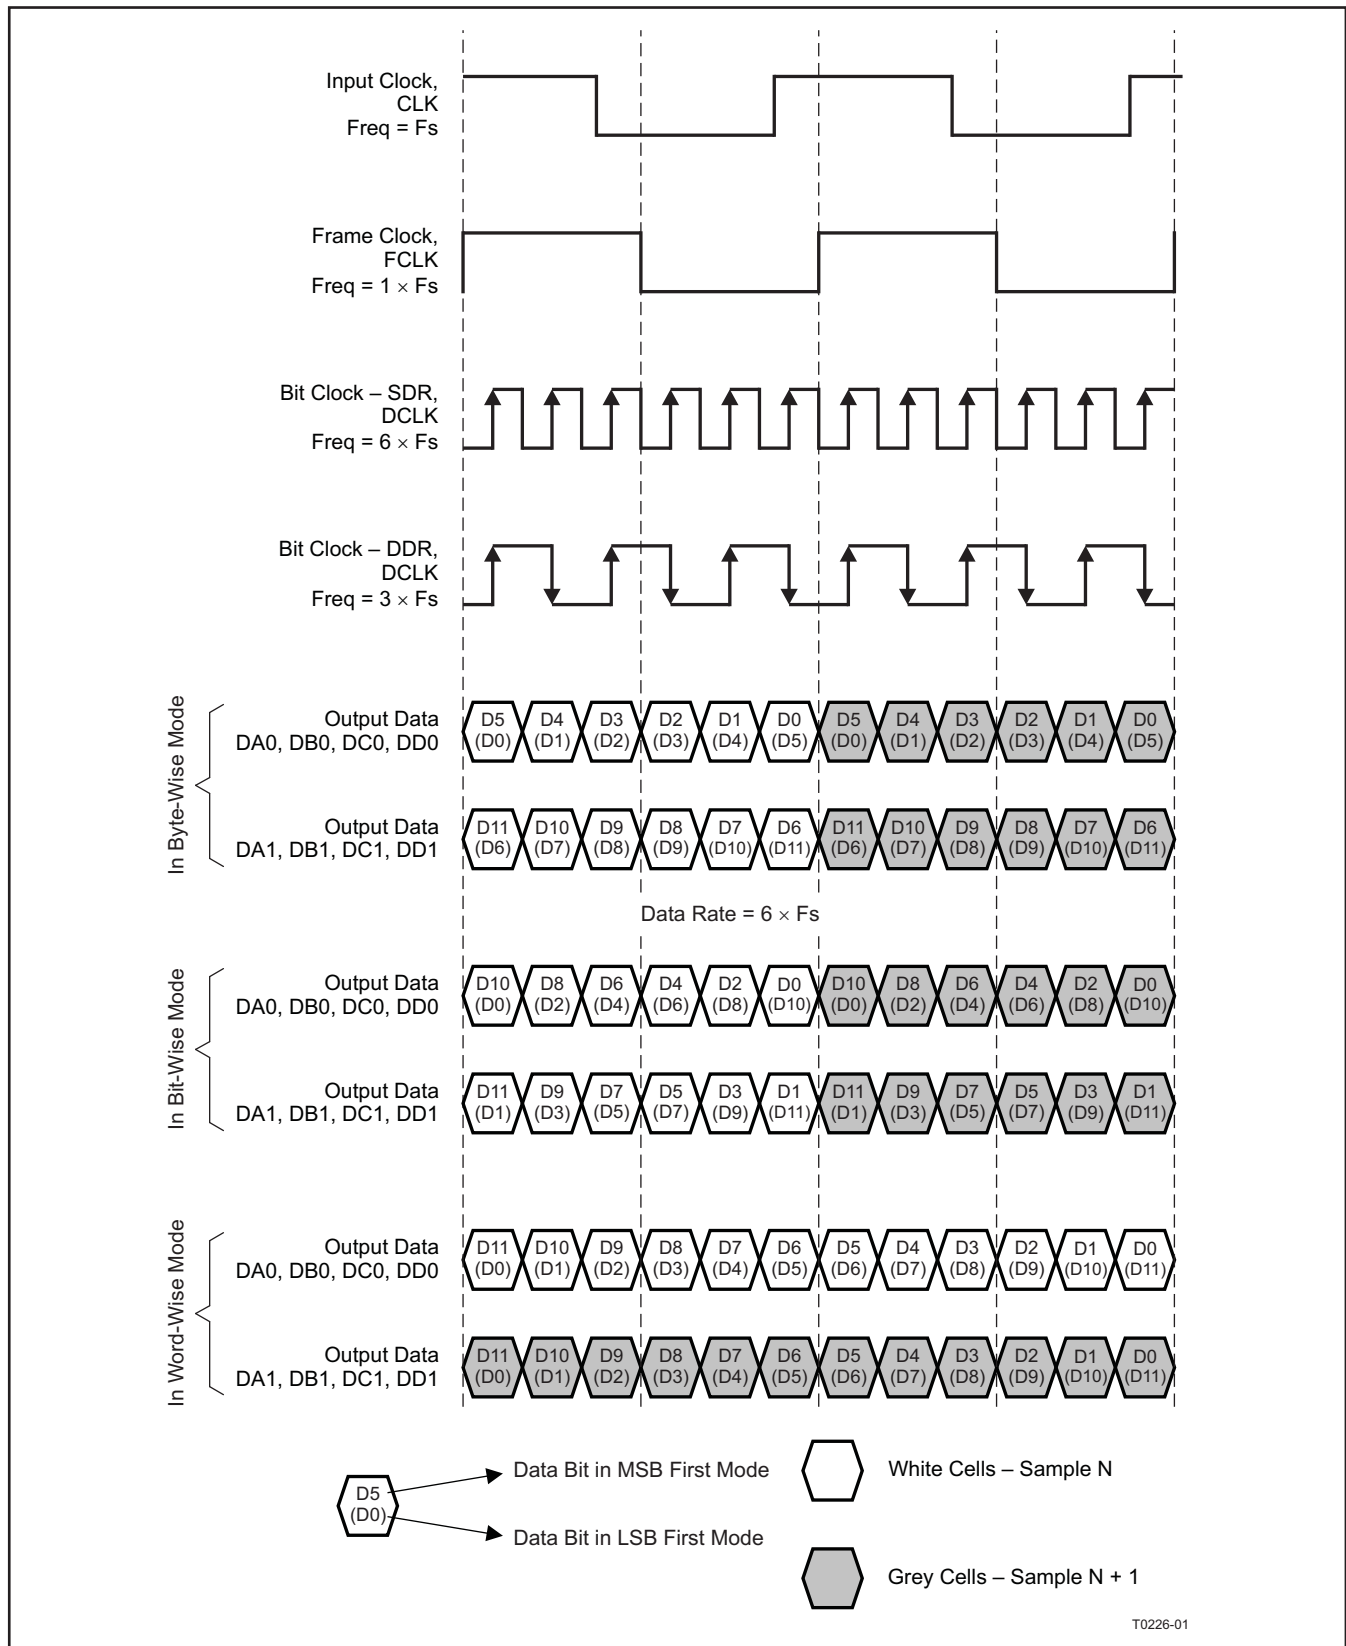 Input Clock,
CLK
Freq = Fs
Frame Clock,
FCLK
Freq = 1 × Fs
Bit Clock – SDR,
DCLK
Freq = 6 × Fs
Bit Clock – DDR,
DCLK
Freq = 3 × Fs
In Byte-Wise Mode
Output Data
DA0, DB0, DC0, DD0
D5 D4 D3 D2 D1 D0 D5 D4 D3 D2 D1 D0
(D0) (D1) (D2) (D3) (D4) (D5) (D0) (D1) (D2) (D3) (D4) (D5)
Output Data
DA1, DB1, DC1, DD1
D11 D10 D9 D8 D7 D6 D11 D10 D9 D8 D7 D6
(D6) (D7) (D8) (D9) (D10) (D11) (D6) (D7) (D8) (D9) (D10) (D11)
Data Rate = 6 × Fs
In Bit-Wise Mode
Output Data
DA0, DB0, DC0, DD0
D10 D8 D6 D4 D2 D0 D10 D8 D6 D4 D2 D0
(D0) (D2) (D4) (D6) (D8) (D10) (D0) (D2) (D4) (D6) (D8) (D10)
Output Data
DA1, DB1, DC1, DD1
D11 D9 D7 D5 D3 D1 D11 D9 D7 D5 D3 D1
(D1) (D3) (D5) (D7) (D9) (D11) (D1) (D3) (D5) (D7) (D9) (D11)
In Word-Wise Mode
Output Data
DA0, DB0, DC0, DD0
D11 D10 D9 D8 D7 D6 D5 D4 D3 D2 D1 D0
(D0) (D1) (D2) (D3) (D4) (D5) (D6) (D7) (D8) (D9) (D10) (D11)
Output Data
DA1, DB1, DC1, DD1
D11 D10 D9 D8 D7 D6 D5 D4 D3 D2 D1 D0
(D0) (D1) (D2) (D3) (D4) (D5) (D6) (D7) (D8) (D9) (D10) (D11)
D5
(D0)
Data Bit in MSB First Mode
Data Bit in LSB First Mode
White Cells – Sample N
Grey Cells – Sample N + 1
T0226-01